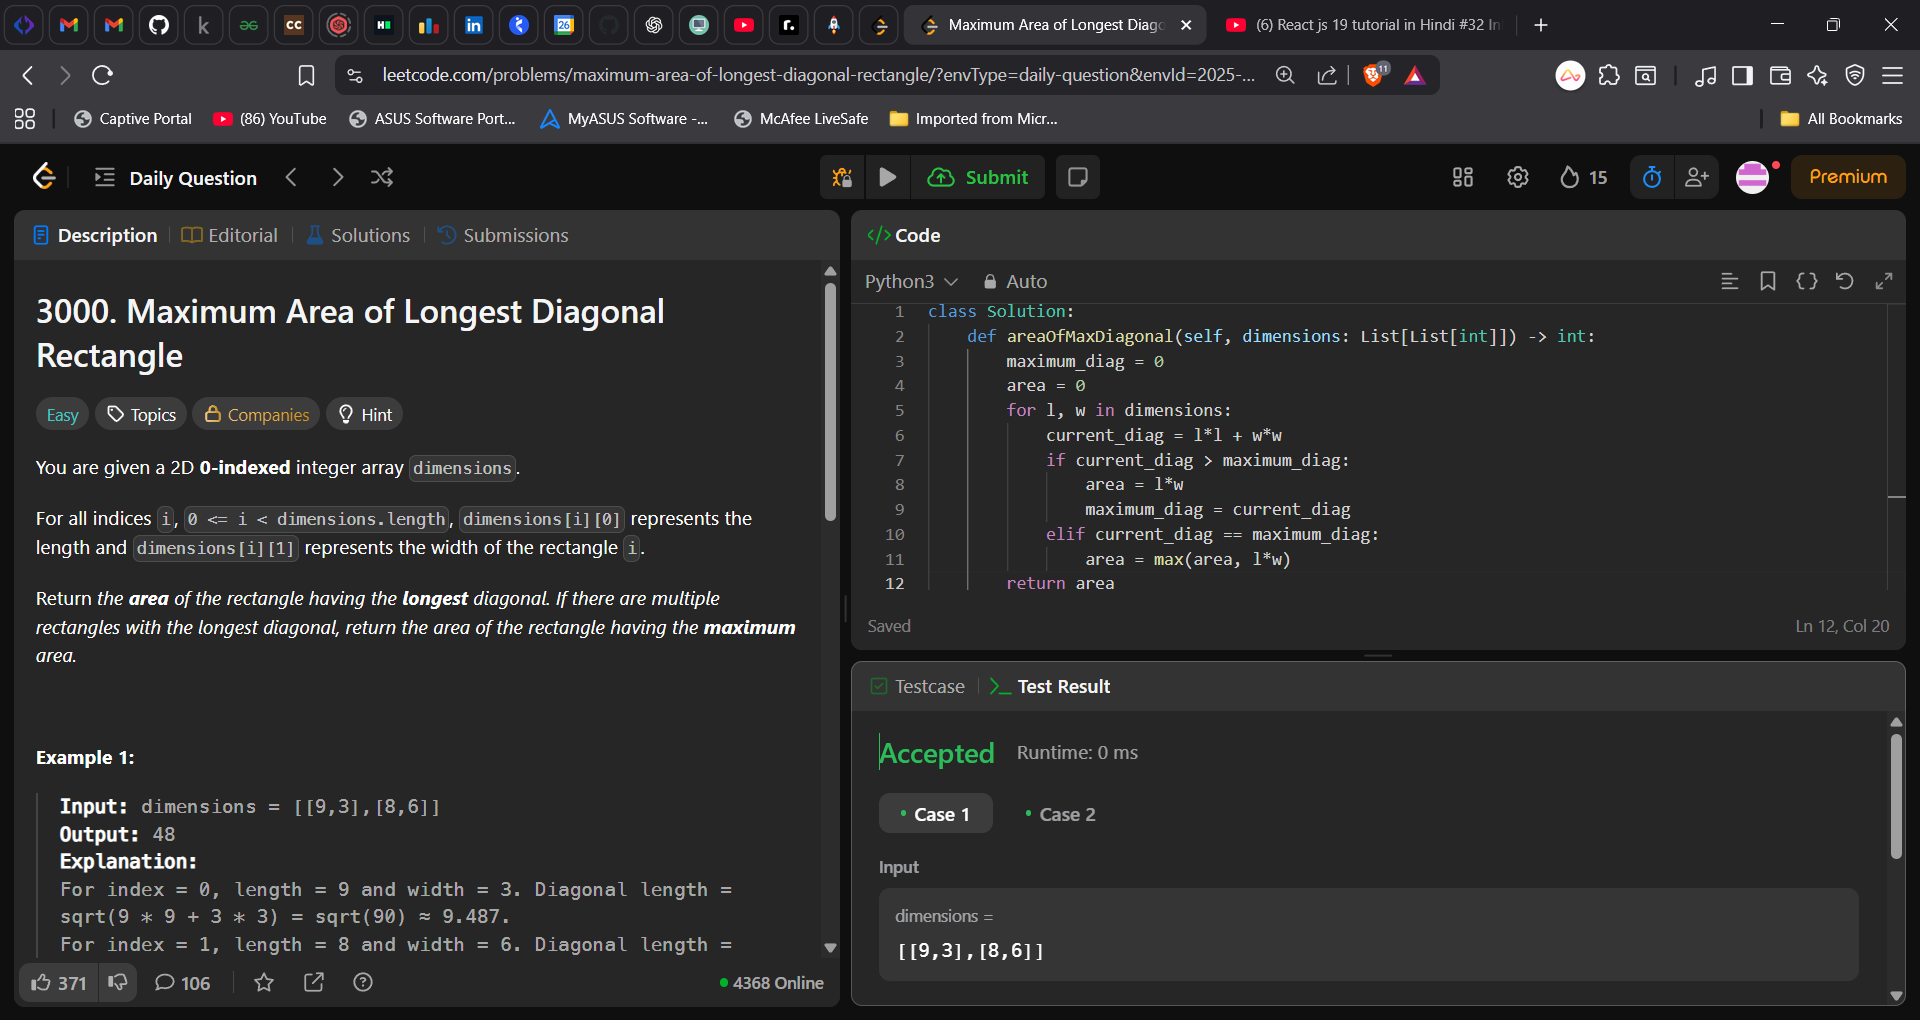 Maximum Area of Longest Diago
(6) React js 19 tutorial in Hindi #32 In
leetcode.com/problems/maximum-area-of-longest-diagonal-rectangle/?envType=daily-question&envId=2025-...
11
Captive Portal
(86) YouTube
ASUS Software Port...
MyASUS Software -...
McAfee LiveSafe
Imported from Micr...
All Bookmarks
Daily Question
Submit
15
Premium
Description
Editorial
Solutions
Submissions
3000. Maximum Area of Longest Diagonal
Rectangle
Easy
Topics
Companies
Hint
You are given a 2D 0-indexed integer array dimensions.
For all indices i, 0 <= i < dimensions.length, dimensions[i][0] represents the
length and dimensions[i][1] represents the width of the rectangle i.
Return the area of the rectangle having the longest diagonal. If there are multiple
rectangles with the longest diagonal, return the area of the rectangle having the maximum
area.
Example 1:
Input: dimensions = [[9,3],[8,6]]
Output: 48
Explanation:
For index = 0, length = 9 and width = 3. Diagonal length =
sqrt(9 * 9 + 3 * 3) = sqrt(90) ≈ 9.487.
For index = 1, length = 8 and width = 6. Diagonal length =
371
106
4368 Online
</> Code
Python3
Auto
1 class Solution:
2 def areaOfMaxDiagonal(self, dimensions: List[List[int]]) -> int:
3 maximum_diag = 0
4 area = 0
5 for l, w in dimensions:
6 current_diag = l*l + w*w
7 if current_diag > maximum_diag:
8 area = l*w
9 maximum_diag = current_diag
10 elif current_diag == maximum_diag:
11 area = max(area, l*w)
12 return area
Saved
Ln 12, Col 20
Testcase
Test Result
Accepted
Runtime: 0 ms
Case 1
Case 2
Input
dimensions =
[[9,3],[8,6]]